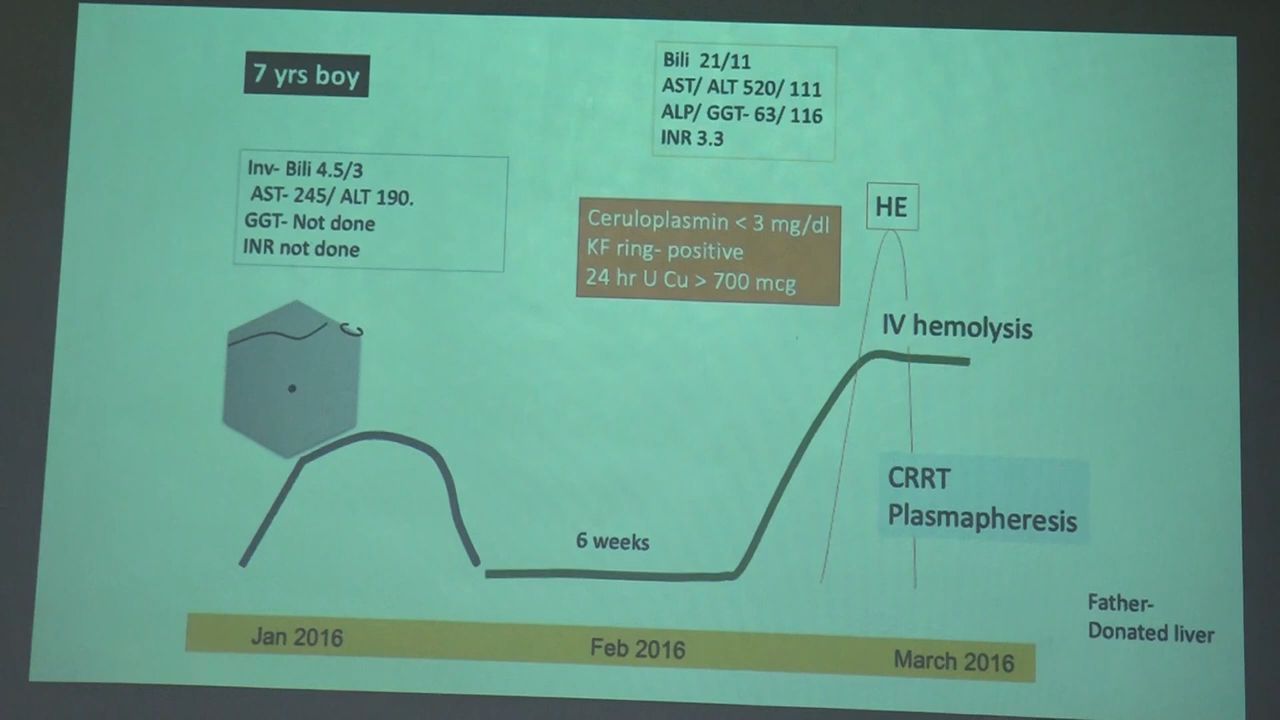 7 yrs boy
Bili 21/11
AST/ ALT 520/ 111
ALP/ GGT- 63/ 116
INR 3.3
Inv- Bili 4.5/3
AST- 245/ ALT 190.
GGT- Not done
INR not done
Ceruloplasmin < 3 mg/dl
KF ring- positive
24 hr U Cu > 700 mcg
HE
IV hemolysis
CRRT
Plasmapheresis
6 weeks
Father-
Donated liver
Jan 2016
Feb 2016
March 2016